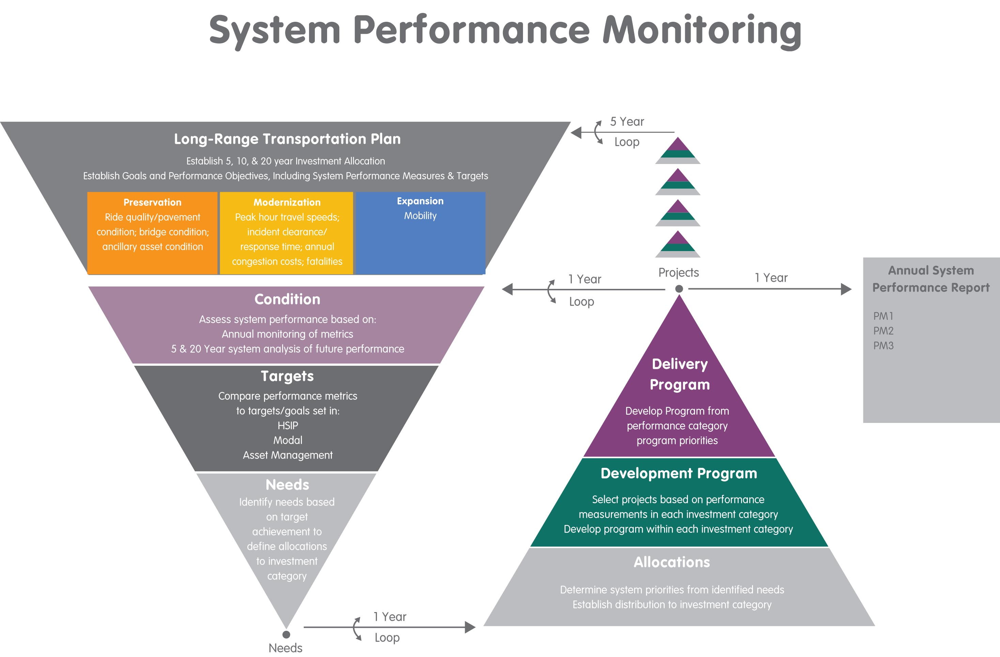 System Performance Monitoring
Long-Range Transportation Plan
Establish 5, 10, & 20 year Investment Allocation
Establish Goals and Performance Objectives, Including System Performance Measures & Targets
Preservation
Ride quality/pavement
condition; bridge condition;
ancillary asset condition
Modernization
Peak hour travel speeds;
incident clearance/
response time; annual
congestion costs; fatalities
Expansion
Mobility
Condition
Assess system performance based on:
Annual monitoring of metrics
5 & 20 Year system analysis of future performance
Targets
Compare performance metrics
to targets/goals set in:
HSIP
Modal
Asset Management
Needs
Identify needs based
on target
achievement to
define allocations
to investment
category
Needs
1 Year
Loop
5 Year
Loop
Projects
1 Year
Loop
1 Year
Delivery
Program
Develop Program from
performance category
program priorities
Development Program
Select projects based on performance
measurements in each investment category
Develop program within each investment category
Allocations
Determine system priorities from identified needs
Establish distribution to investment category
Annual System
Performance Report
PM1
PM2
PM3